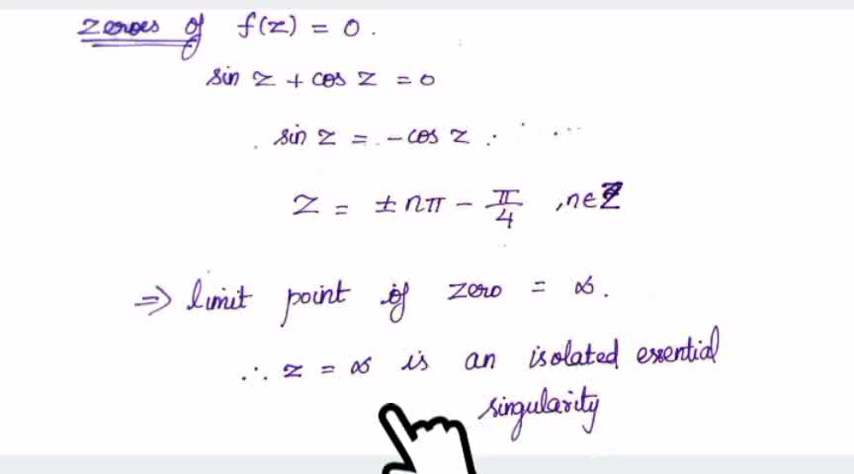 zeroes of f(z) = 0.
sin z + cos z = 0
sin z = - cos z
z = ± nπ - π/4 , n ∈ Z
⇒ limit point of zero = ∞.
∴ z = ∞ is an isolated essential
singularity